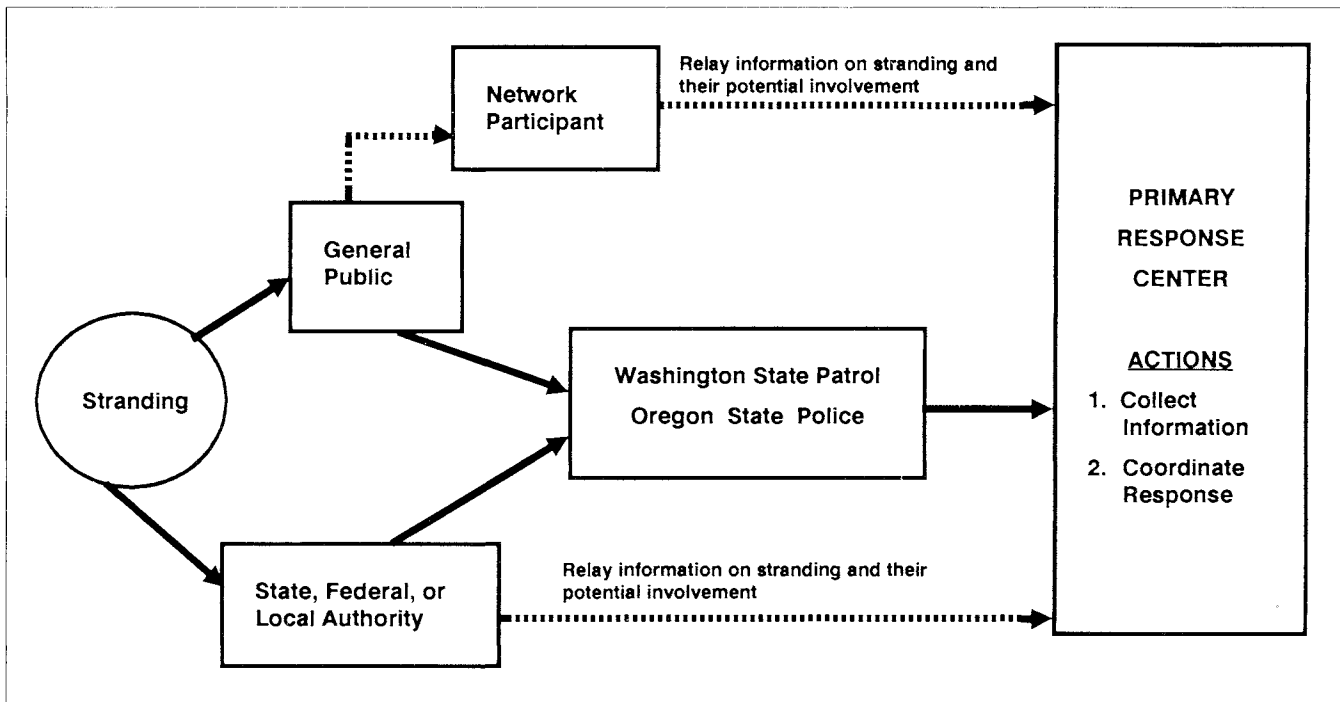 Network
Participant
Relay information on stranding and
their potential involvement
General
Public
Stranding
Washington State Patrol
Oregon State Police
State, Federal, or
Local Authority
Relay information on stranding and their
potential involvement
PRIMARY
RESPONSE
CENTER
ACTIONS
1. Collect
Information
2. Coordinate
Response